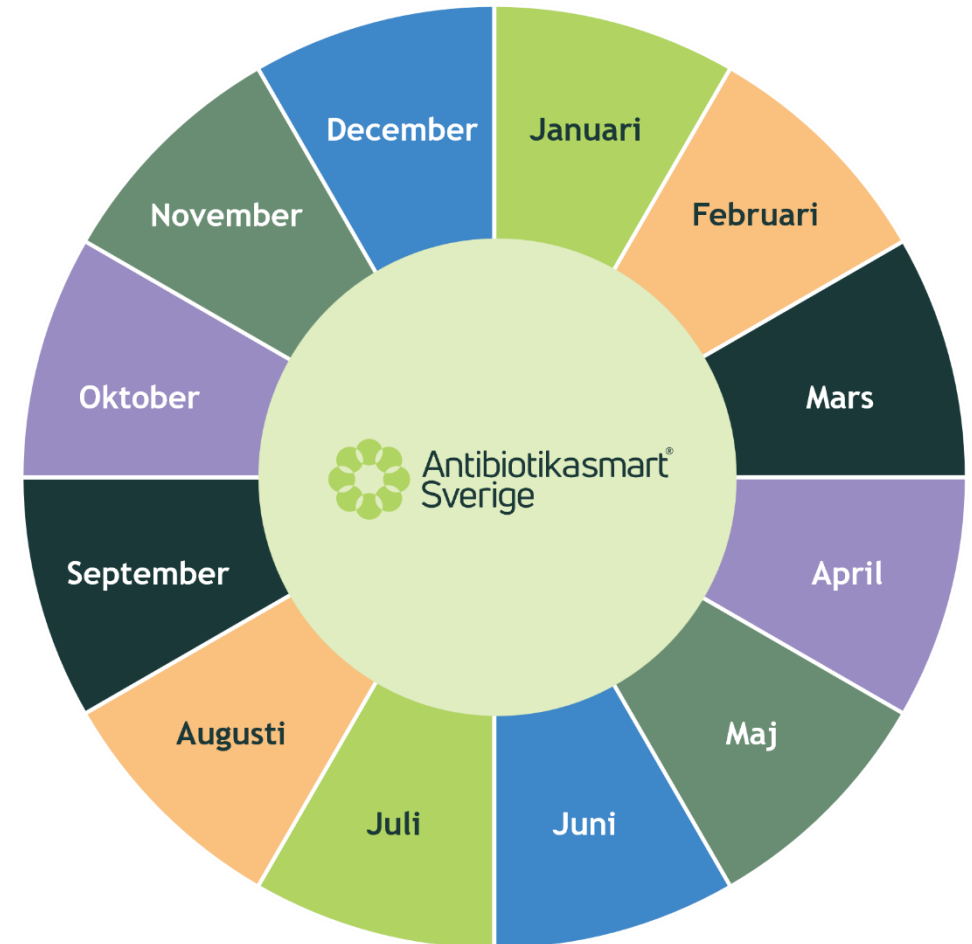 Januari
Februari
Mars
April
Maj
Juni
Juli
Augusti
September
Oktober
November
December
Antibiotikasmart®
Sverige